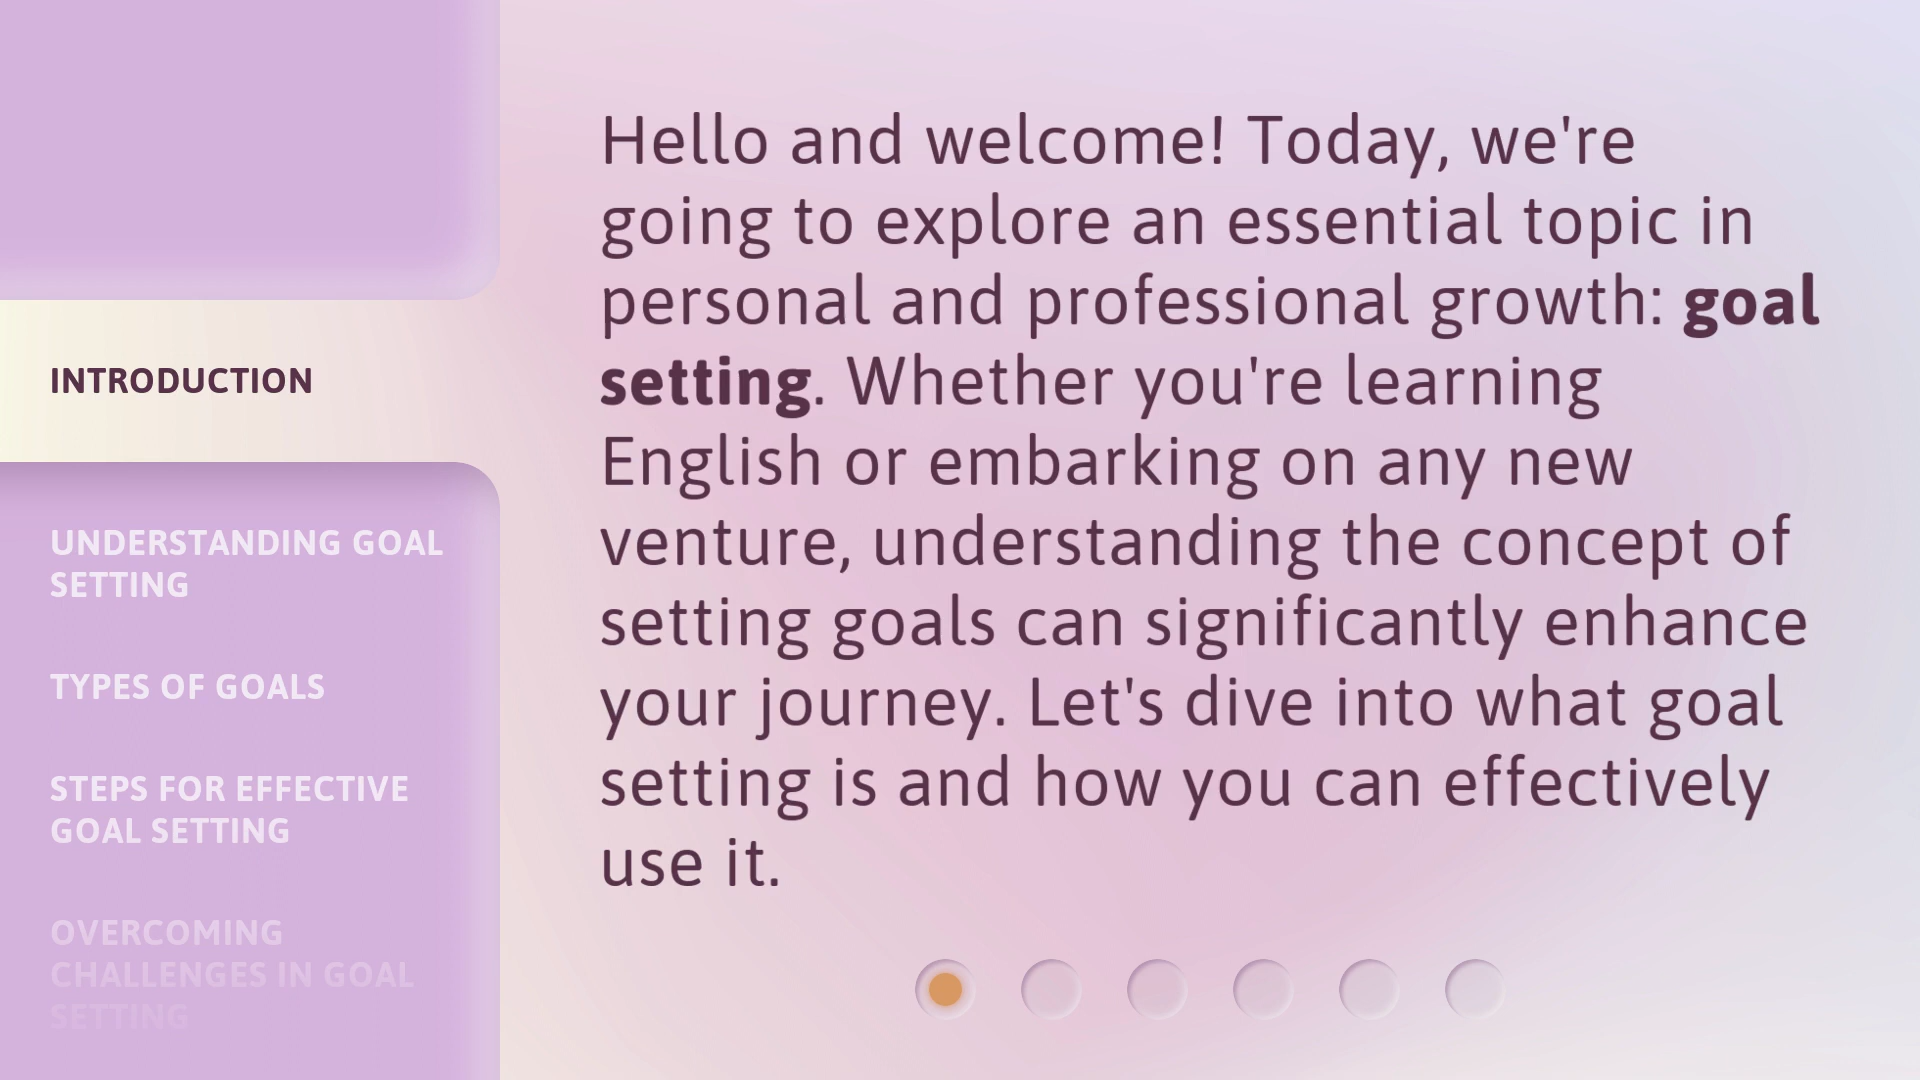 INTRODUCTION
UNDERSTANDING GOAL
SETTING
TYPES OF GOALS
STEPS FOR EFFECTIVE
GOAL SETTING
OVERCOMING
CHALLENGES IN GOAL
SETTING
Hello and welcome! Today, we're
going to explore an essential topic in
personal and professional growth: goal
setting. Whether you're learning
English or embarking on any new
venture, understanding the concept of
setting goals can significantly enhance
your journey. Let's dive into what goal
setting is and how you can effectively
use it.